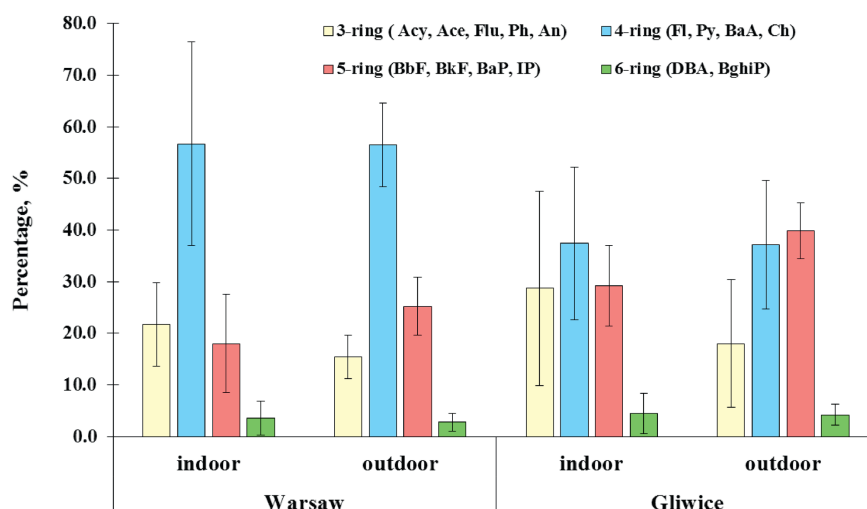 80.0
70.0
60.0
50.0
40.0
30.0
20.0
10.0
0.0
Percentage, %
3-ring ( Acy, Ace, Flu, Ph, An)
4-ring (Fl, Py, BaA, Ch)
5-ring (BbF, BkF, BaP, IP)
6-ring (DBA, BghiP)
indoor
outdoor
indoor
outdoor
Warsaw
Gliwice